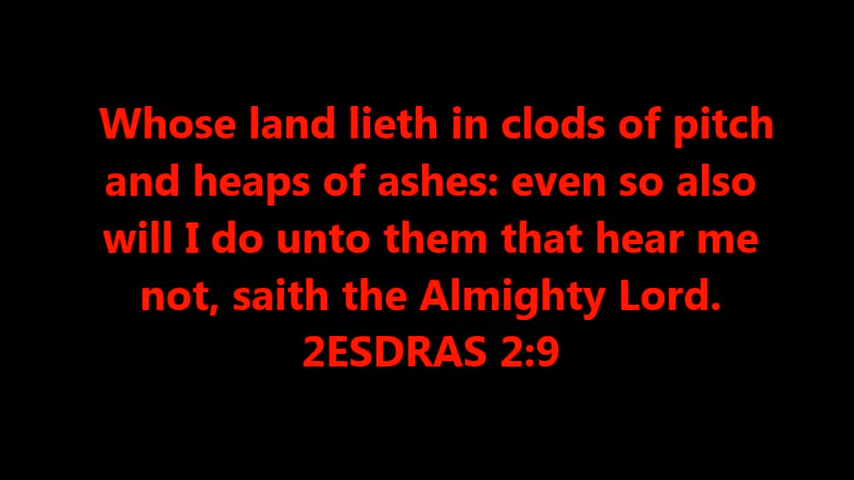 Whose land lieth in clods of pitch
and heaps of ashes: even so also
will I do unto them that hear me
not, saith the Almighty Lord.
2ESDRAS 2:9